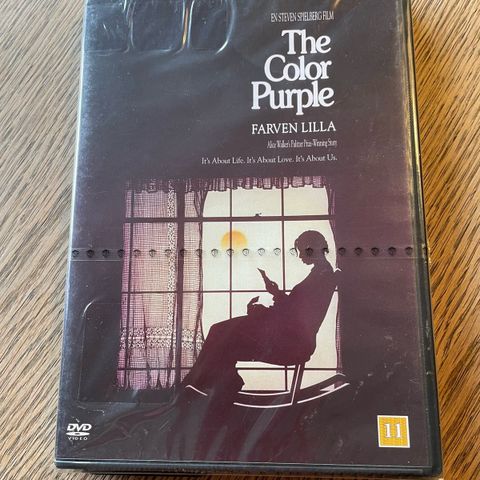 EN STEVEN SPIELBERG FILM
The
Color
Purple
FARVEN LILLA
Alice Walker's Pulitzer Prize-Winning Story
It's About Life. It's About Love. It's About Us.
DVD
VIDEO
11